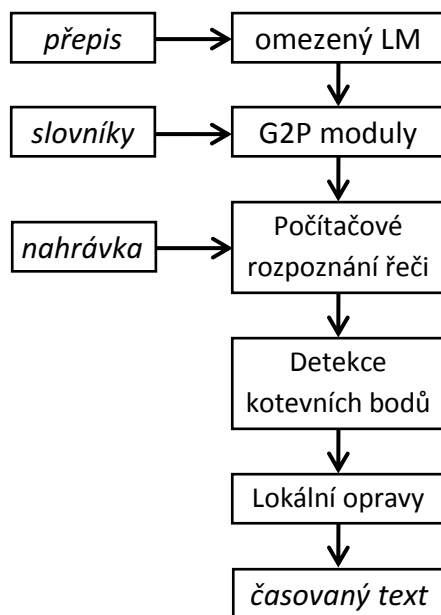 přepis
omezený LM
slovníky
G2P moduly
nahrávka
Počítačové
rozpoznání řeči
Detekce
kotevních bodů
Lokální opravy
časovaný text